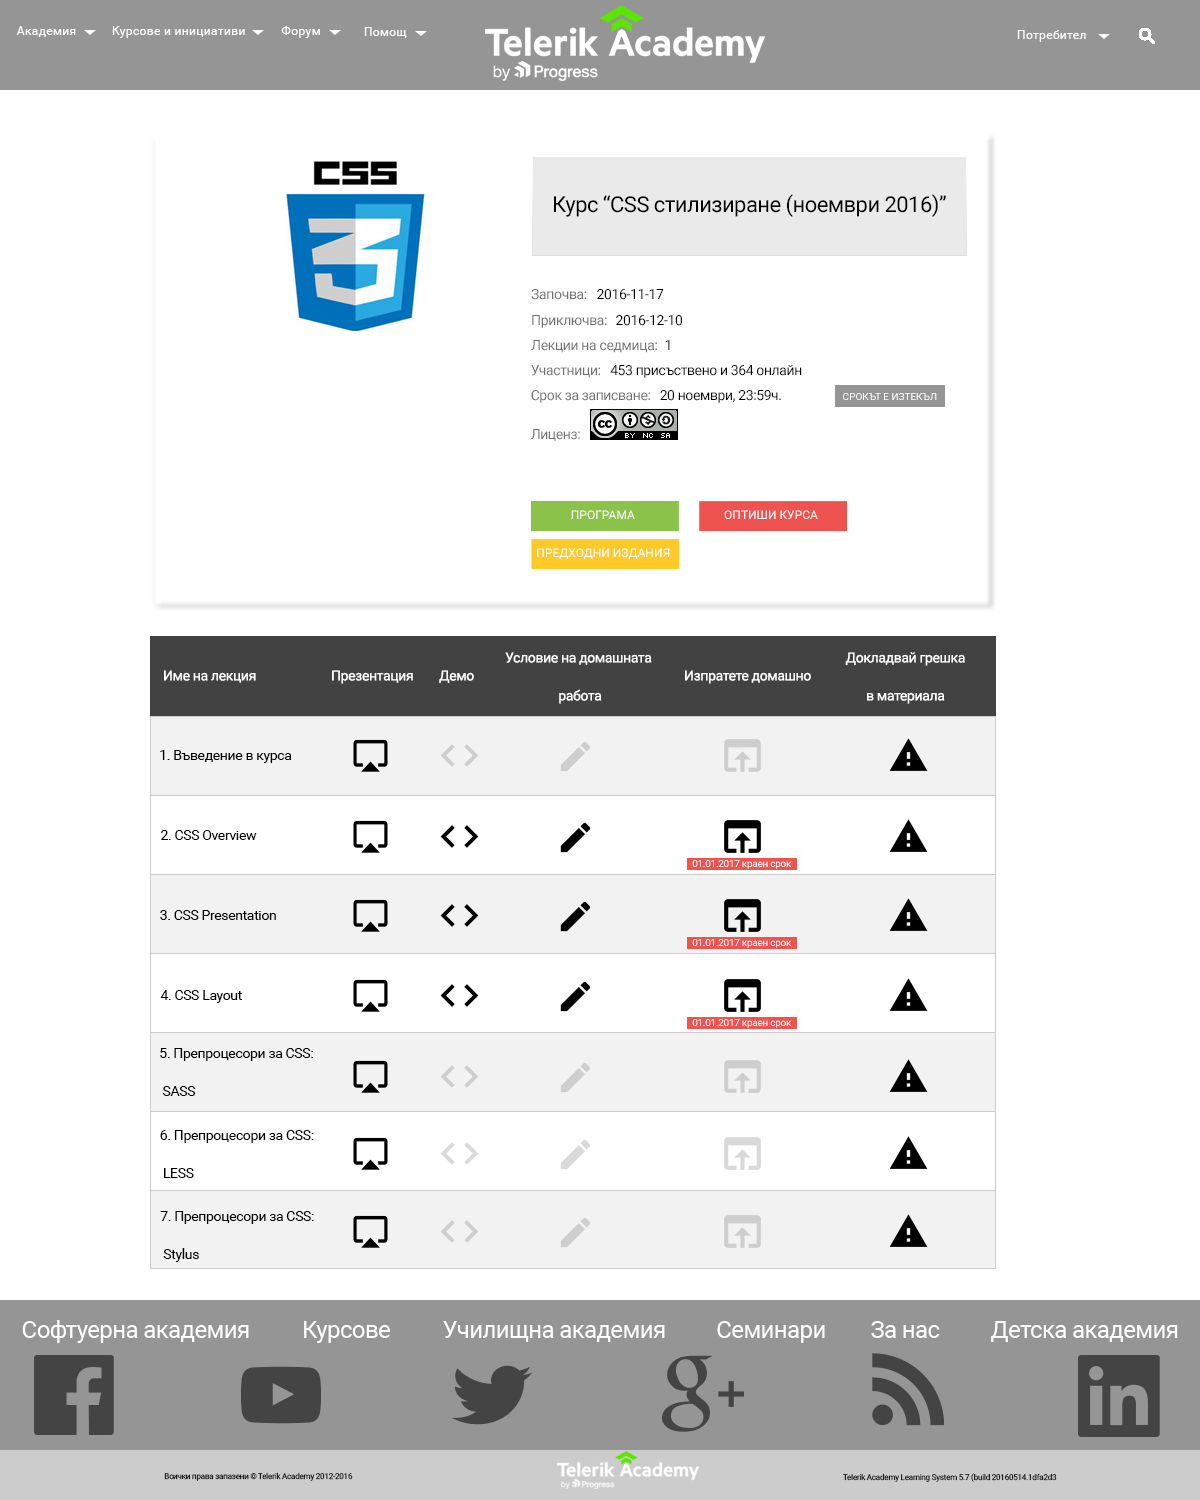 Академия Курсове и инициативи Форум Помощ
Telerik Academy
by Progress
Потребител
CSS
3
Курс “CSS стилизиране (ноември 2016)”
Започва: 2016-11-17
Приключва: 2016-12-10
Лекции на седмица: 1
Участници: 453 присъствено и 364 онлайн
Срок за записване: 20 ноември, 23:59ч.
СРОКЪТ Е ИЗТЕКЪЛ
Лиценз: cc BY NC SA
ПРОГРАМА ОПТИШИ КУРСА
ПРЕДХОДНИ ИЗДАНИЯ
Име на лекция Презентация Демо Условие на домашната работа Изпратете домашно Докладвай грешка в материала
1. Въведение в курса
2. CSS Overview
01.01.2017 краен срок
3. CSS Presentation
01.01.2017 краен срок
4. CSS Layout
01.01.2017 краен срок
5. Препроцесори за CSS:
SASS
6. Препроцесори за CSS:
LESS
7. Препроцесори за CSS:
Stylus
Софтуерна академия Курсове Училищна академия Семинари За нас Детска академия
f g+ in
Всички права запазени © Telerik Academy 2012-2016
Telerik Academy
by Progress
Telerik Academy Learning System 5.7 (build 20160514.1dfa2d3